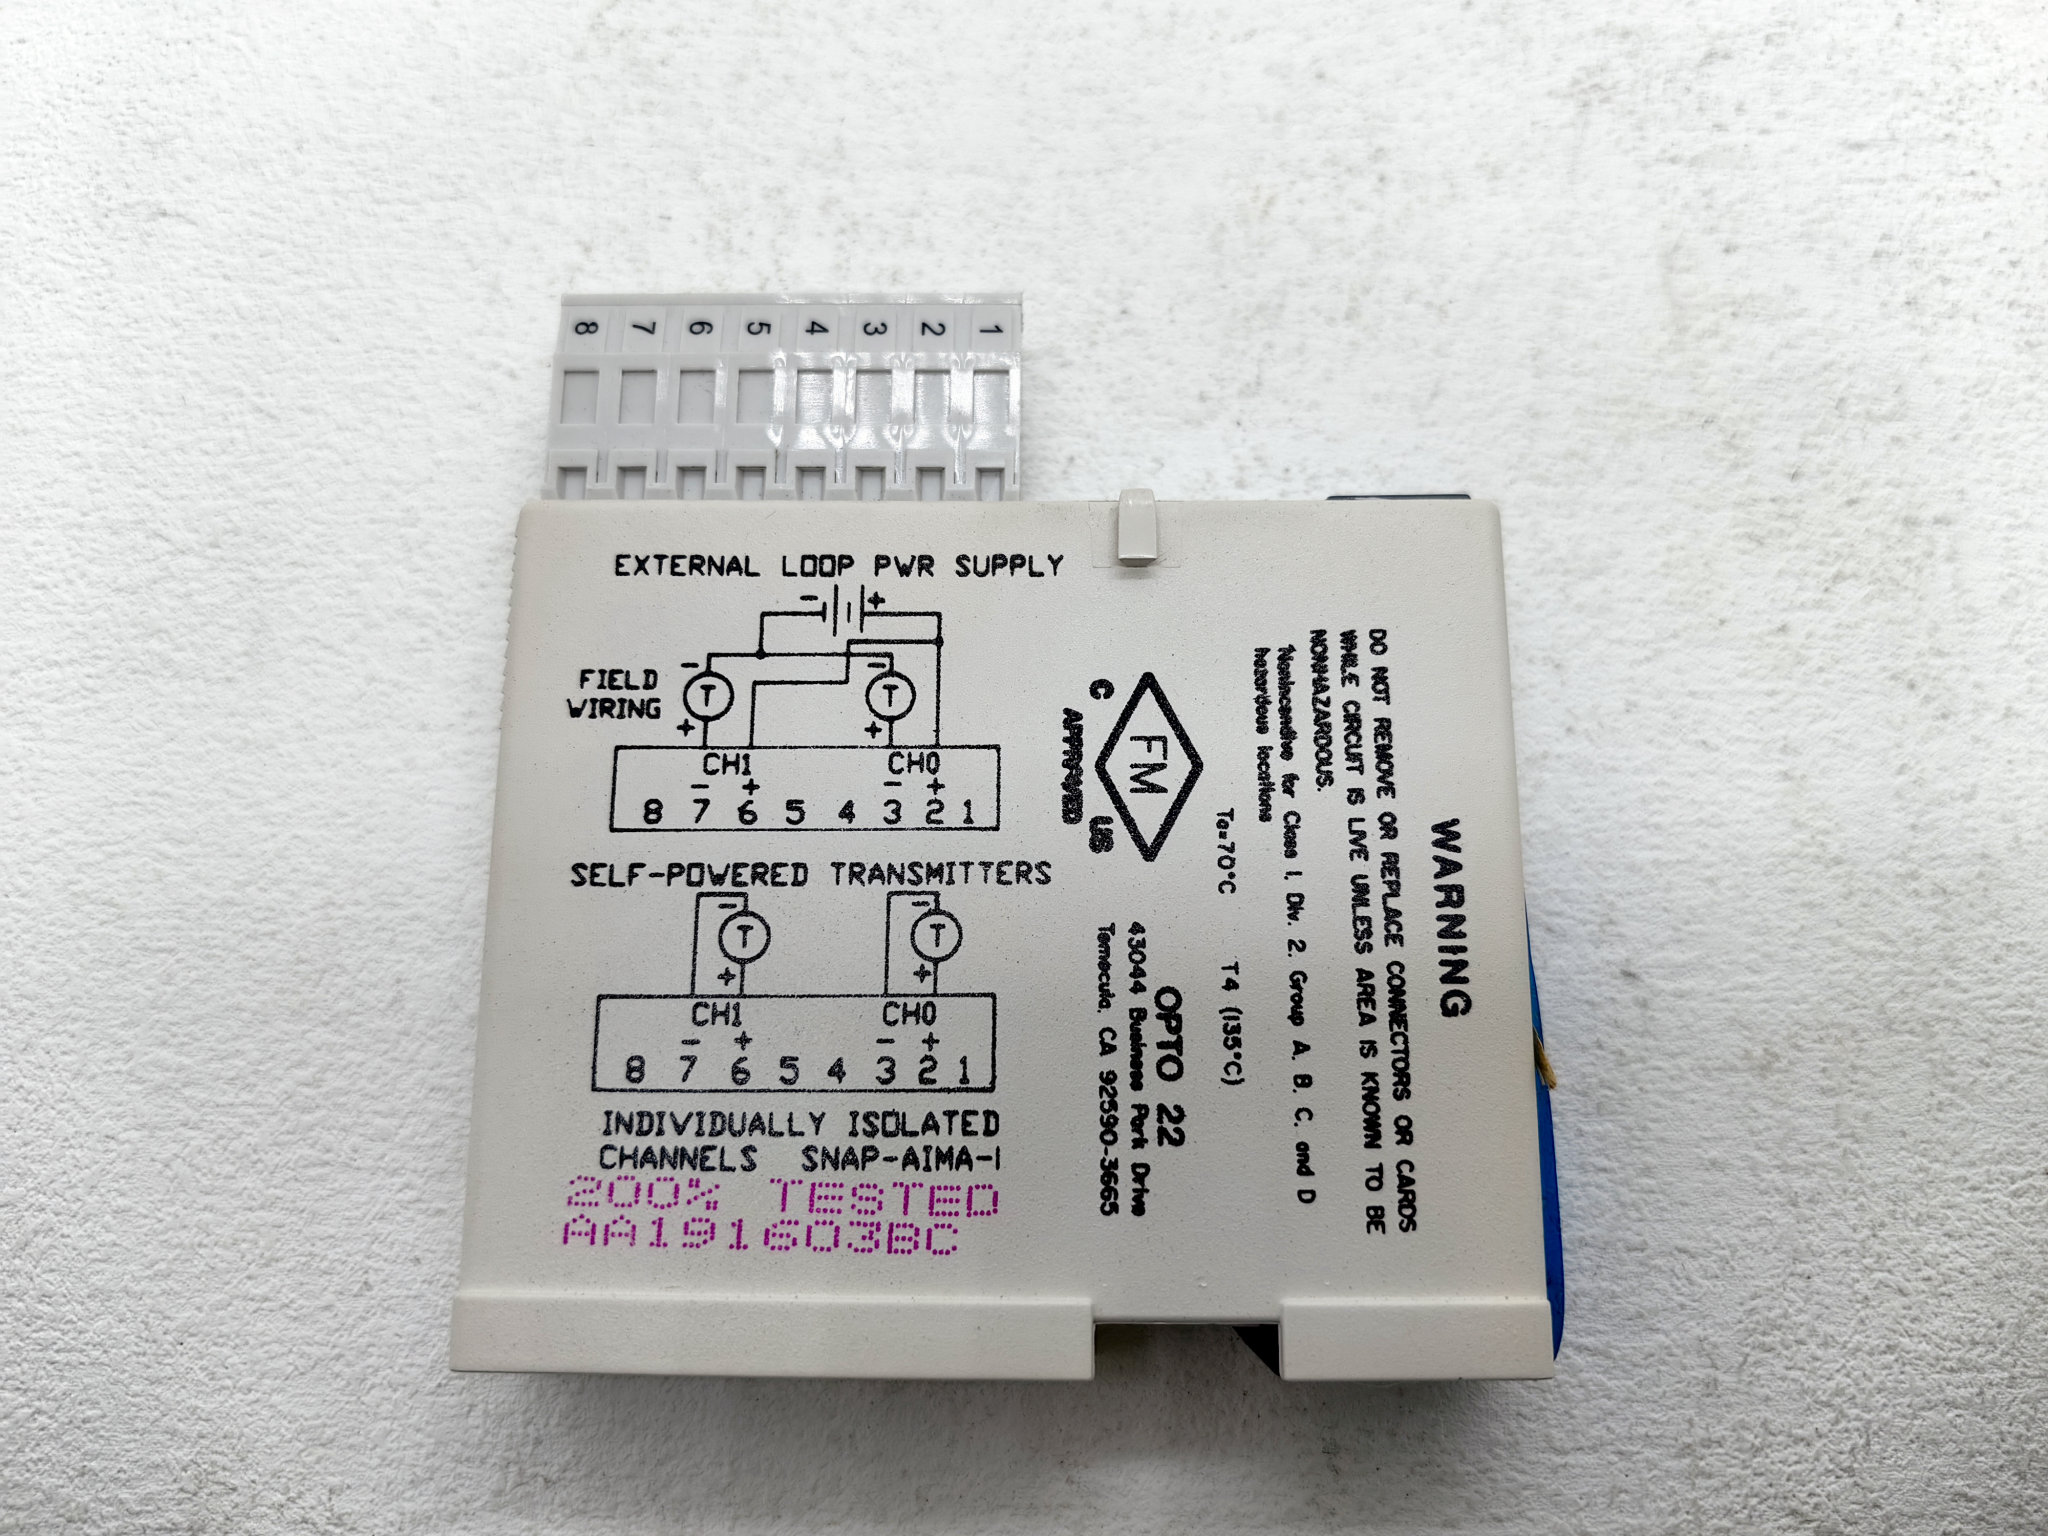 8 7 6 5 4 3 2 1
EXTERNAL LOOP PWR SUPPLY
- +
- -
FIELD T T
WIRING
+ +
CH1 CH0
- + - +
8 7 6 5 4 3 2 1
SELF-POWERED TRANSMITTERS
- -
T T
+ +
CH1 CH0
- + - +
8 7 6 5 4 3 2 1
INDIVIDUALLY ISOLATED
CHANNELS SNAP-AIMA-I
200% TESTED
AA191603BC
WARNING
DO NOT REMOVE OR REPLACE CONNECTORS OR CARDS
WHILE CIRCUIT IS LIVE UNLESS AREA IS KNOWN TO BE
NONHAZARDOUS.
Nonincendive for Class I, Div. 2. Group A. B. C. and D
hazardous locations
Ta=70°C T4 (135°C)
FM
C US
APPROVED
OPTO 22
43044 Business Park Drive
Temecula, CA 92590-3665